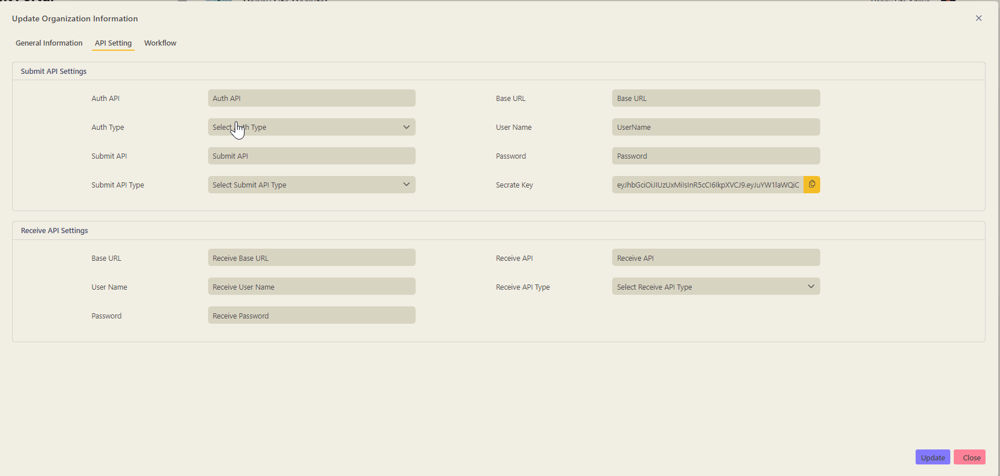 Update Organization Information
General Information API Setting Workflow
Submit API Settings
Auth API Auth API Base URL Base URL
Auth Type Select Auth Type User Name UserName
Submit API Submit API Password Password
Submit API Type Select Submit API Type Secrate Key eyJhbGciOiJIUzUxMiIsInR5cCI6IkpXVCJ9.eyJuYW1laWQiC
Receive API Settings
Base URL Receive Base URL Receive API Receive API
User Name Receive User Name Receive API Type Select Receive API Type
Password Receive Password
Update Close